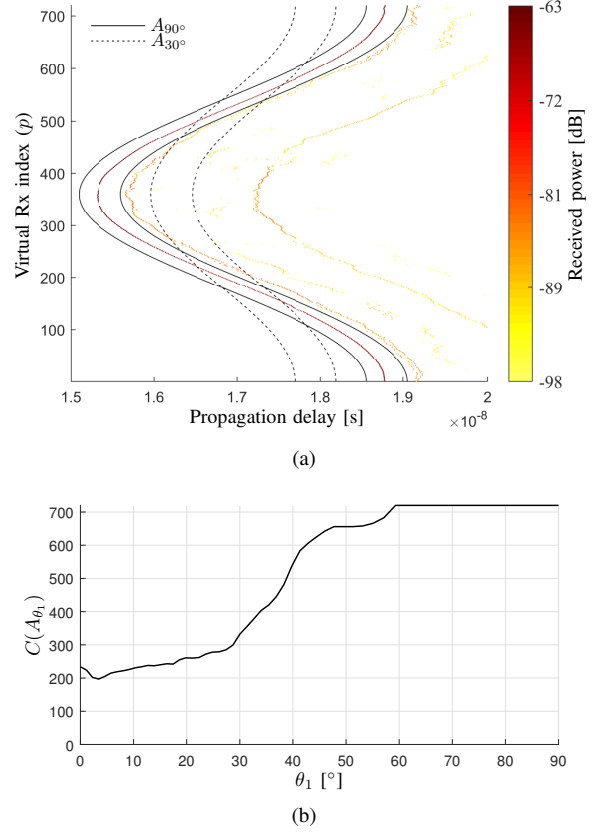 700
600
500
400
300
200
100
Virtual Rx index (p)
A90°
A30°
1.5 1.6 1.7 1.8 1.9 2
Propagation delay [s]
×10-8
-63
-72
-81
-89
-98
Received power [dB]
(a)
700
600
500
400
300
200
100
0
C(Aθ1)
0 10 20 30 40 50 60 70 80 90
θ1 [°]
(b)